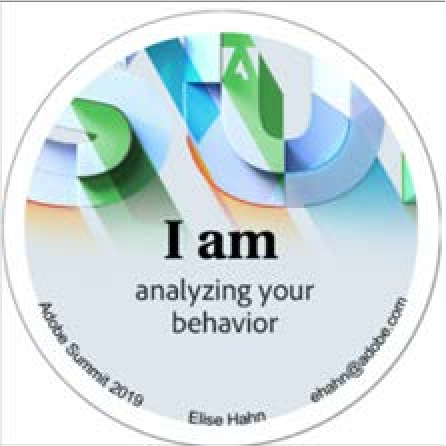 I am
analyzing your
behavior
Adobe Summit 2019
Elise Hahn
ehahn@adobe.com